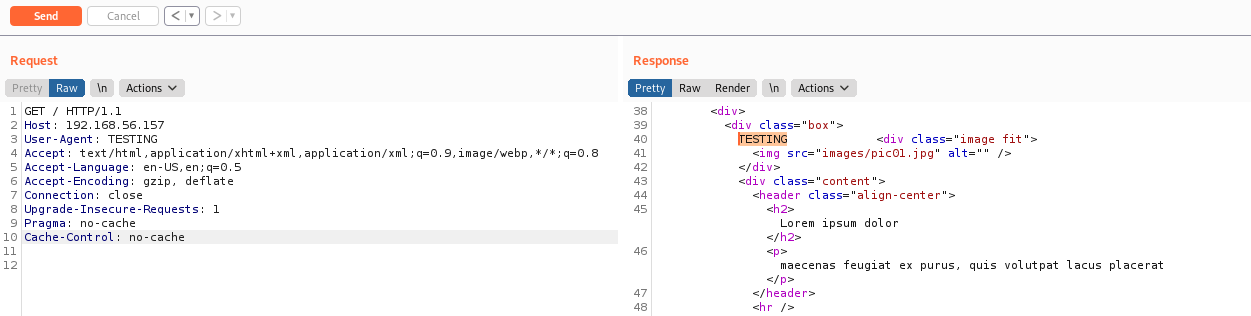 Send Cancel < ▼ > ▼
Request
Pretty Raw \n Actions
1 GET / HTTP/1.1
2 Host: 192.168.56.157
3 User-Agent: TESTING
4 Accept: text/html,application/xhtml+xml,application/xml;q=0.9,image/webp,*/*;q=0.8
5 Accept-Language: en-US,en;q=0.5
6 Accept-Encoding: gzip, deflate
7 Connection: close
8 Upgrade-Insecure-Requests: 1
9 Pragma: no-cache
10 Cache-Control: no-cache
11
12
Response
Pretty Raw Render \n Actions
38 <div>
39 <div class="box">
40 TESTING <div class="image fit">
41 <img src="images/pic01.jpg" alt="" />
42 </div>
43 <div class="content">
44 <header class="align-center">
45 <h2>
Lorem ipsum dolor
</h2>
46 <p>
maecenas feugiat ex purus, quis volutpat lacus placerat
</p>
47 </header>
48 <hr />